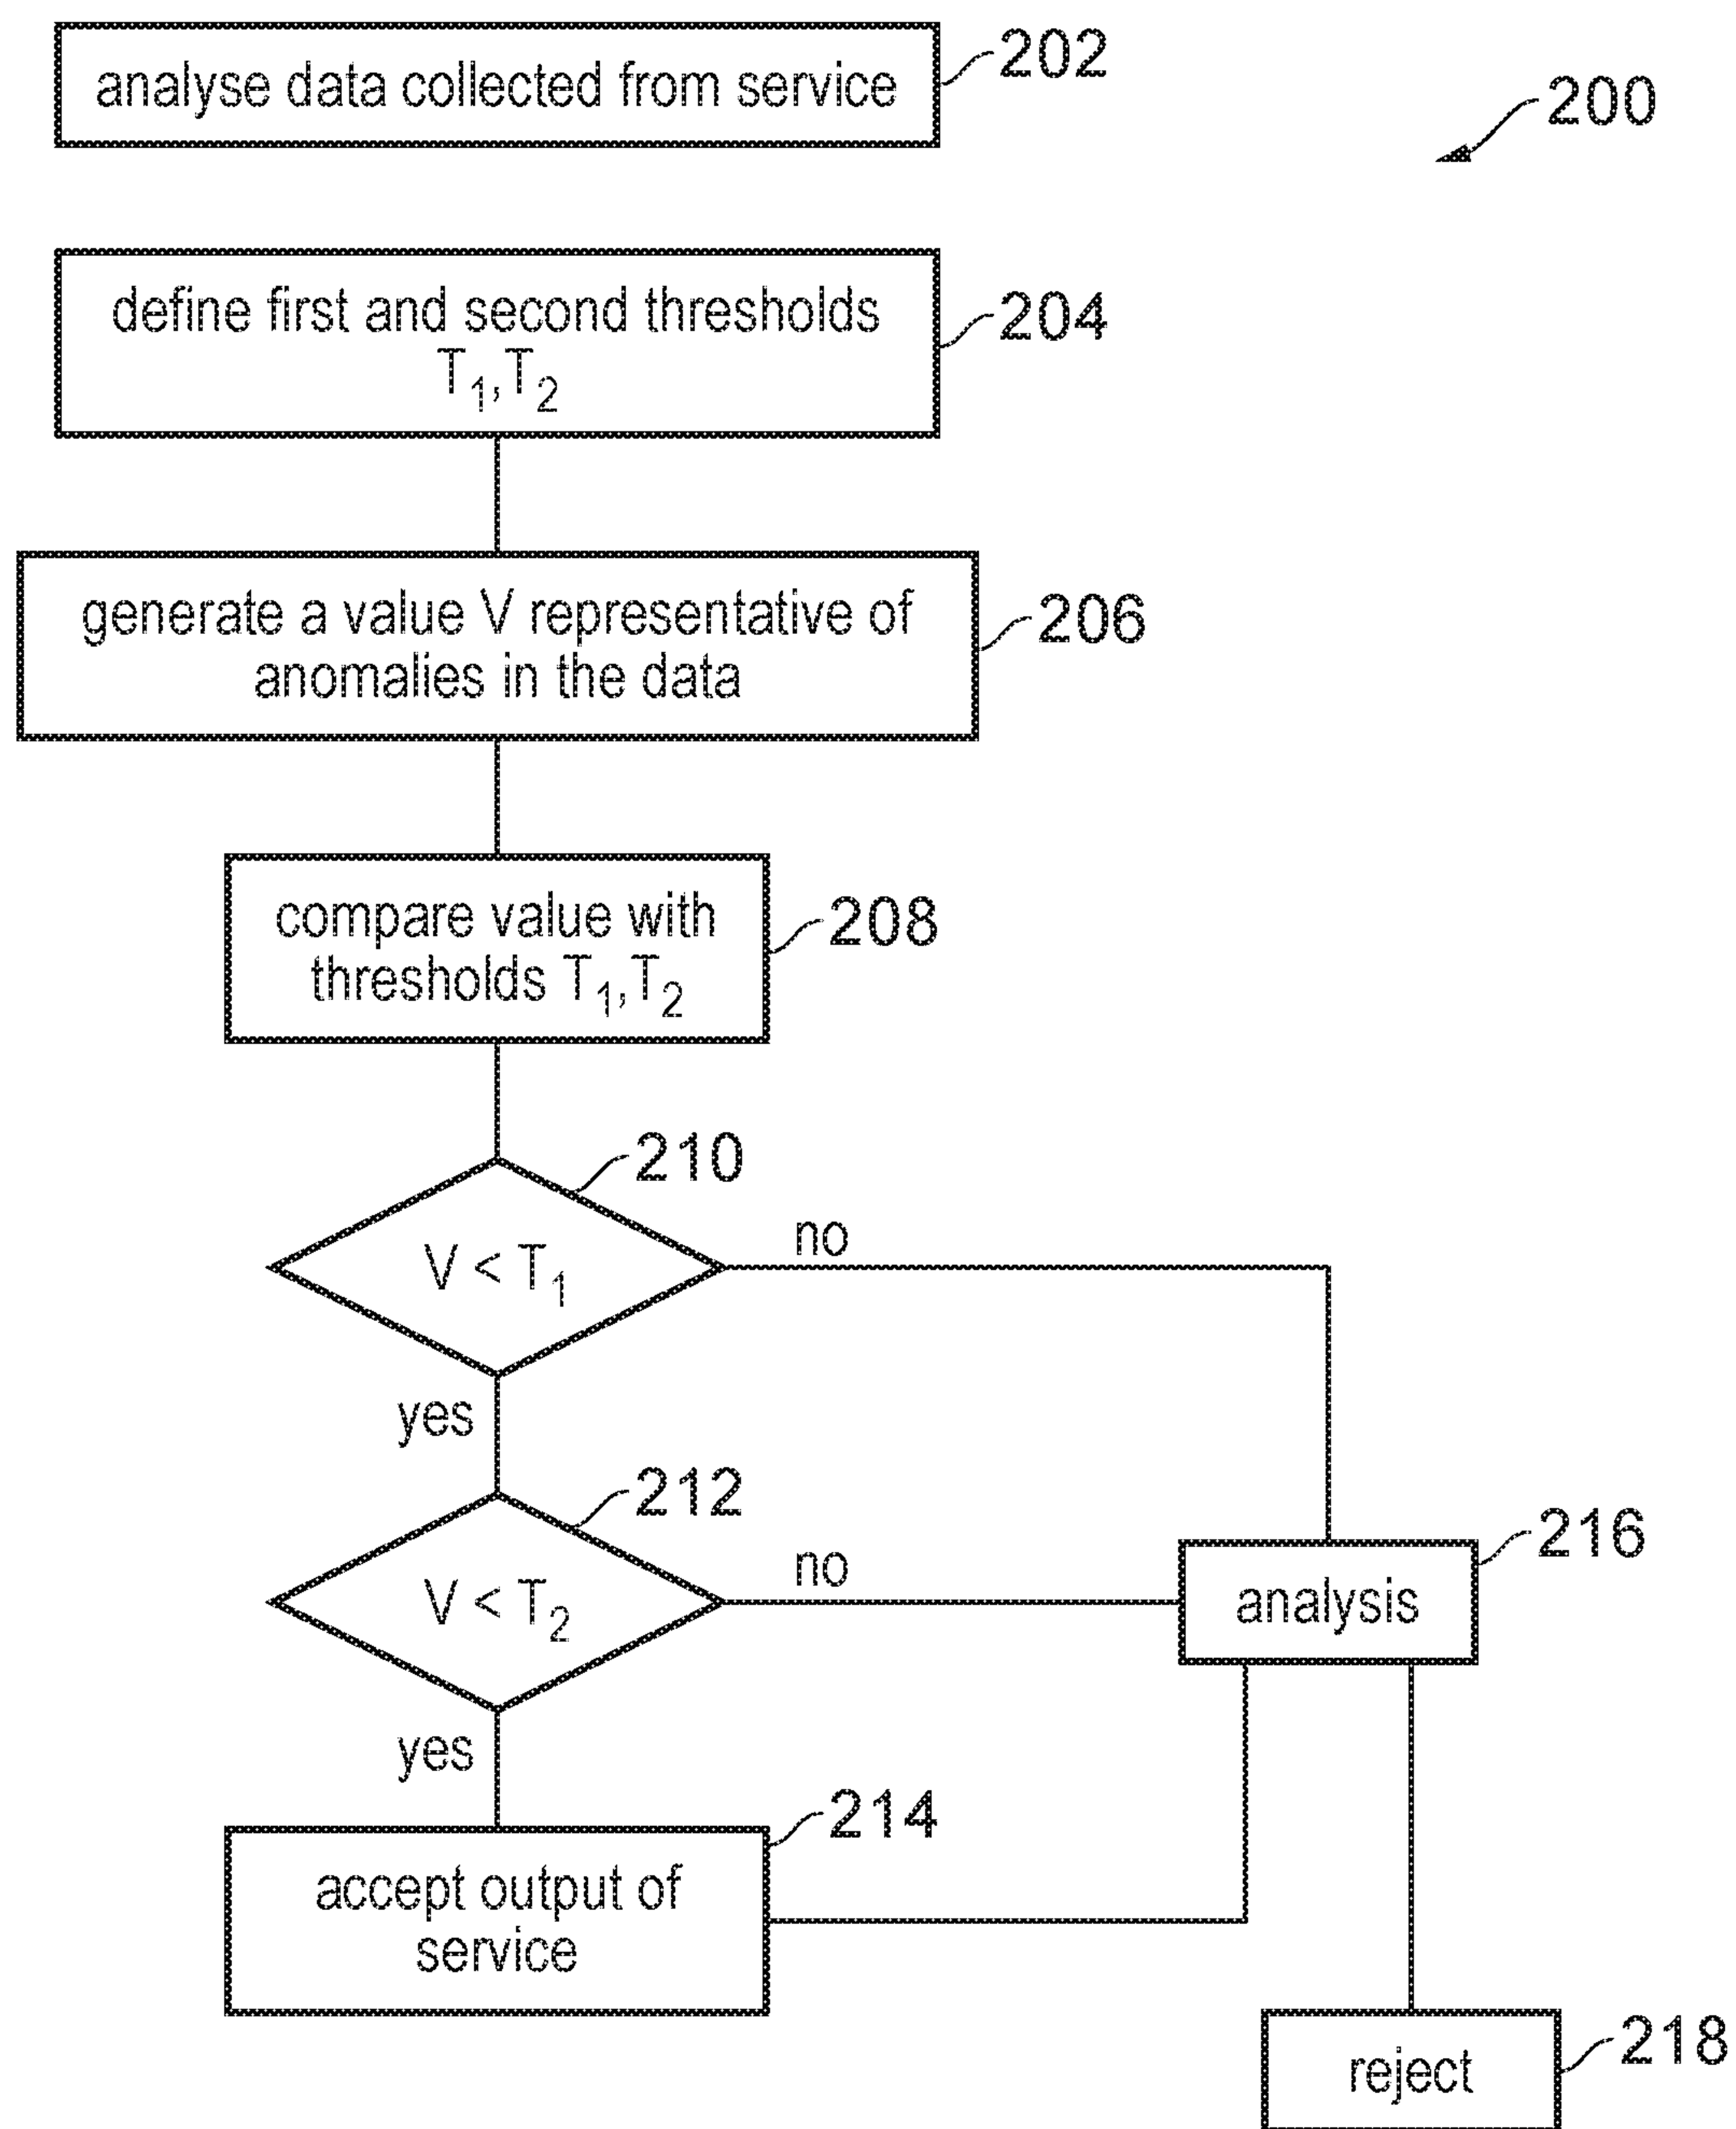 analyse data collected from service
202
200
define first and second thresholds
T₁,T₂
204
generate a value V representative of
anomalies in the data
206
compare value with
thresholds T₁,T₂
208
210
V < T₁
no
yes
212
V < T₂
no
216
analysis
yes
214
accept output of
service
218
reject